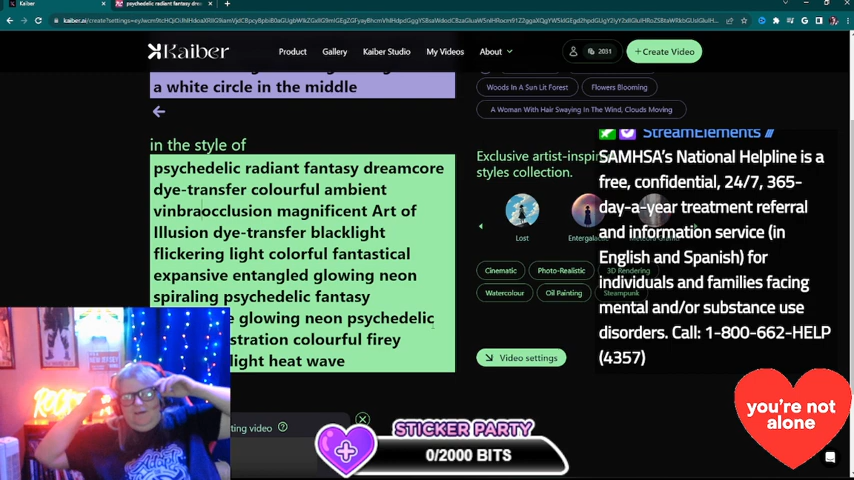 Kaiber
psychedelic radiant fantasy drea
Kaiber
Product
Gallery
Kaiber Studio
My Videos
About
2031
+Create Video
a white circle in the middle
Woods In A Sun Lit Forest
Flowers Blooming
A Woman With Hair Swaying In The Wind, Clouds Moving
in the style of
psychedelic radiant fantasy dreamcore
dye-transfer colourful ambient
vinbraocclusion magnificent Art of
Illusion dye-transfer blacklight
flickering light colorful fantastical
expansive entangled glowing neon
spiraling psychedelic fantasy
e glowing neon psychedelic
stration colourful firey
light heat wave
Exclusive artist-inspi
styles collection.
Lost
Entergalac
Cinematic
Photo-Realistic
3D Rendering
Watercolour
Oil Painting
Steampunk
Video settings
ting video
StreamElements
SAMHSA's National Helpline is a
free, confidential, 24/7, 365-
day-a-year treatment referral
and information service (in
English and Spanish) for
individuals and families facing
mental and/or substance use
disorders. Call: 1-800-662-HELP
(4357)
you're not
alone
STICKER PARTY
0/2000 BITS